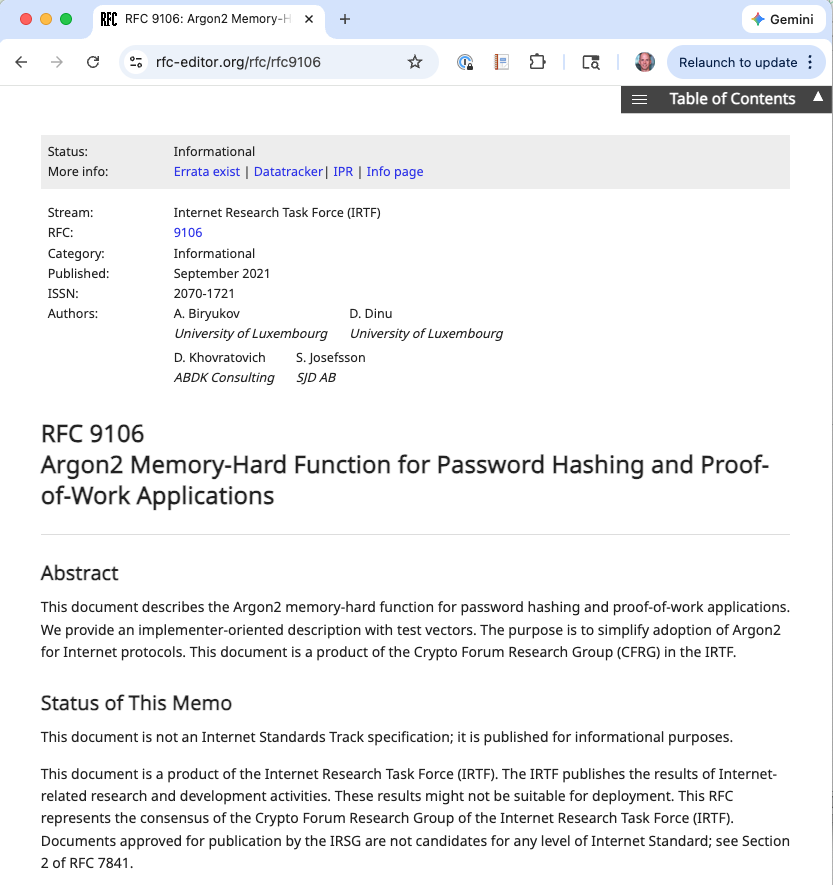 RFC RFC 9106: Argon2 Memory-H
Gemini
rfc-editor.org/rfc/rfc9106
Relaunch to update
Table of Contents ▲
Status: Informational
More info: Errata exist | Datatracker| IPR | Info page
Stream: Internet Research Task Force (IRTF)
RFC: 9106
Category: Informational
Published: September 2021
ISSN: 2070-1721
Authors: A. Biryukov D. Dinu
University of Luxembourg University of Luxembourg
D. Khovratovich S. Josefsson
ABDK Consulting SJD AB
RFC 9106
Argon2 Memory-Hard Function for Password Hashing and Proof-
of-Work Applications
Abstract
This document describes the Argon2 memory-hard function for password hashing and proof-of-work applications.
We provide an implementer-oriented description with test vectors. The purpose is to simplify adoption of Argon2
for Internet protocols. This document is a product of the Crypto Forum Research Group (CFRG) in the IRTF.
Status of This Memo
This document is not an Internet Standards Track specification; it is published for informational purposes.
This document is a product of the Internet Research Task Force (IRTF). The IRTF publishes the results of Internet-
related research and development activities. These results might not be suitable for deployment. This RFC
represents the consensus of the Crypto Forum Research Group of the Internet Research Task Force (IRTF).
Documents approved for publication by the IRSG are not candidates for any level of Internet Standard; see Section
2 of RFC 7841.